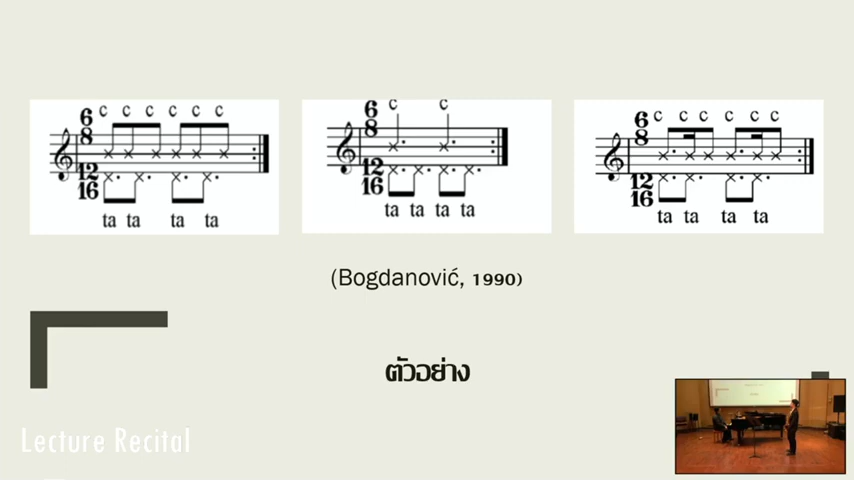 6 8 c c c c c c
12 16
ta ta ta ta
6 8 c c
12 16
ta ta ta ta
6 8 c c c c c c
12 16
ta ta ta ta
(Bogdanović, 1990)
ตัวอย่าง
Lecture Recital